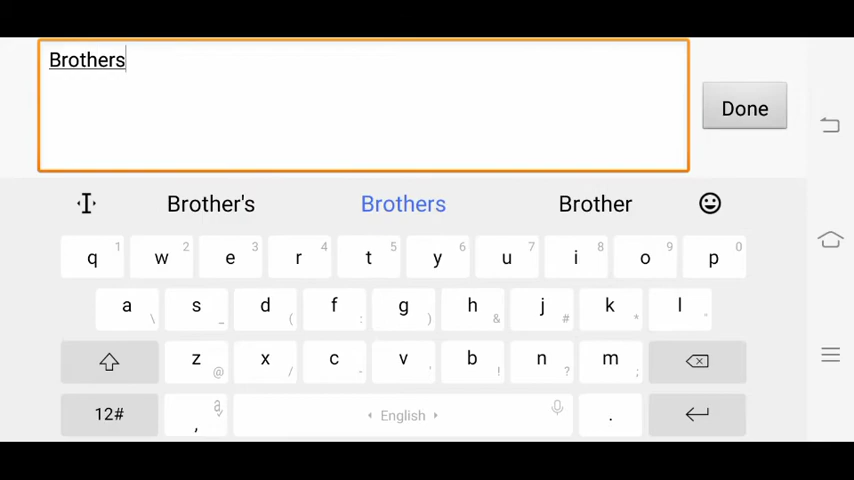 Brothers
Done
Brother's Brothers Brother
q 1 w 2 e 3 r 4 t 5 y 6 u 7 i 8 o 9 p 0
a \ s _ d ( f : g ) h & j # k * l "
z @ x / c - v ' b ! n ? m ;
12# , English .